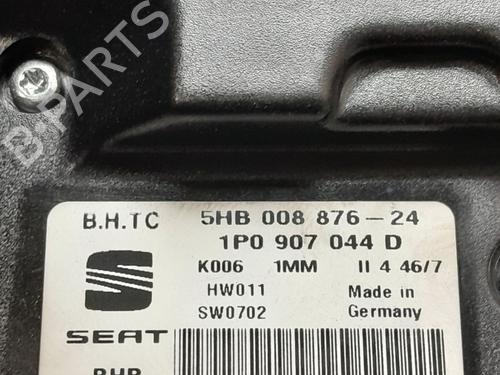 B-PARTS
B.H.TC 5HB 008 876-24
1P0 907 044 D
K006 1MM II 4 46/7
HW011 Made in
SW0702 Germany
SEAT
BHB